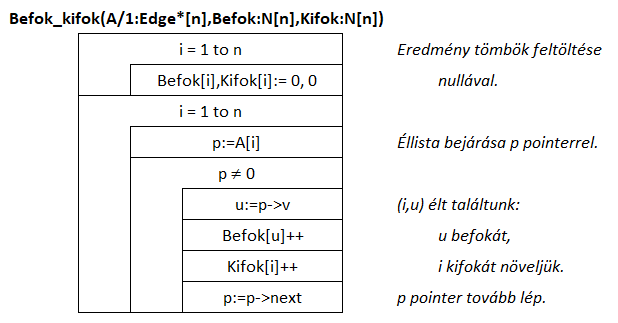 Befok_kifok(A/1:Edge*[n],Befok:N[n],Kifok:N[n])
i = 1 to n Eredmény tömbök feltöltése
Befok[i],Kifok[i]:= 0, 0 nullával.
i = 1 to n
p:=A[i] Éllista bejárása p pointerrel.
p ≠ 0
u:=p->v (i,u) élt találtunk:
Befok[u]++ u befokát,
Kifok[i]++ i kifokát növeljük.
p:=p->next p pointer tovább lép.